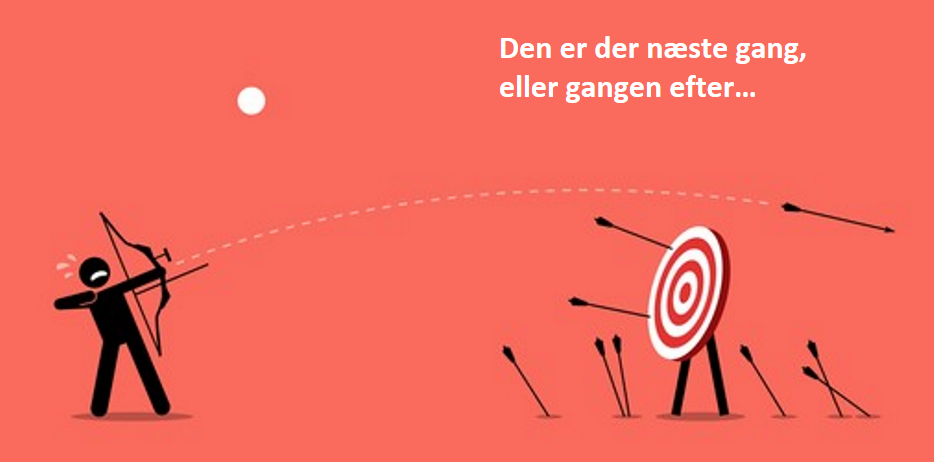 Den er der næste gang,
eller gangen efter...